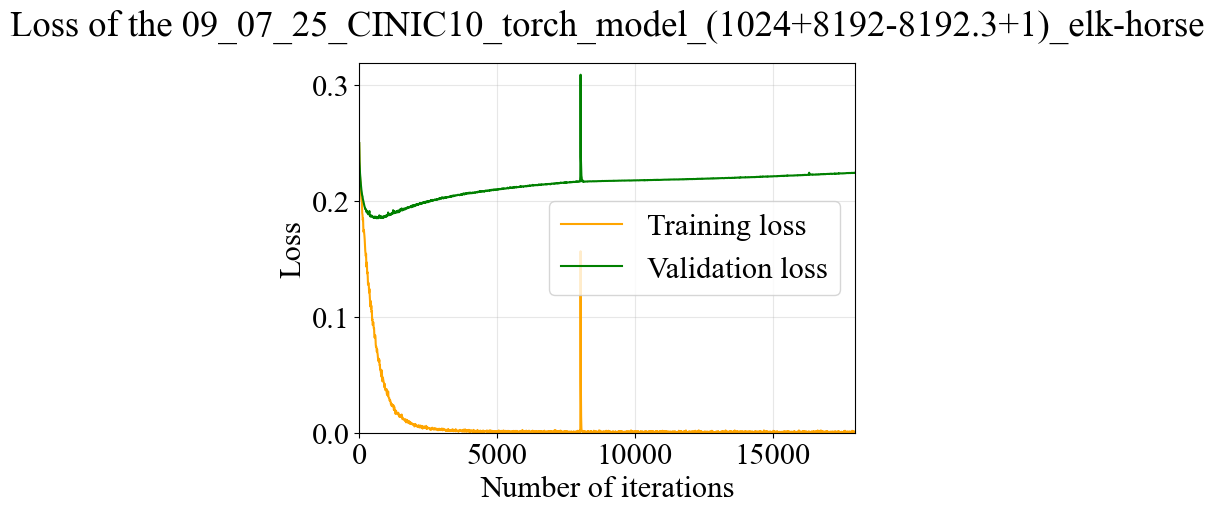 Loss of the 09_07_25_CINIC10_torch_model_(1024+8192-8192.3+1)_elk-horse
0.3
0.2
0.1
0.0
Loss
Training loss
Validation loss
0 5000 10000 15000
Number of iterations